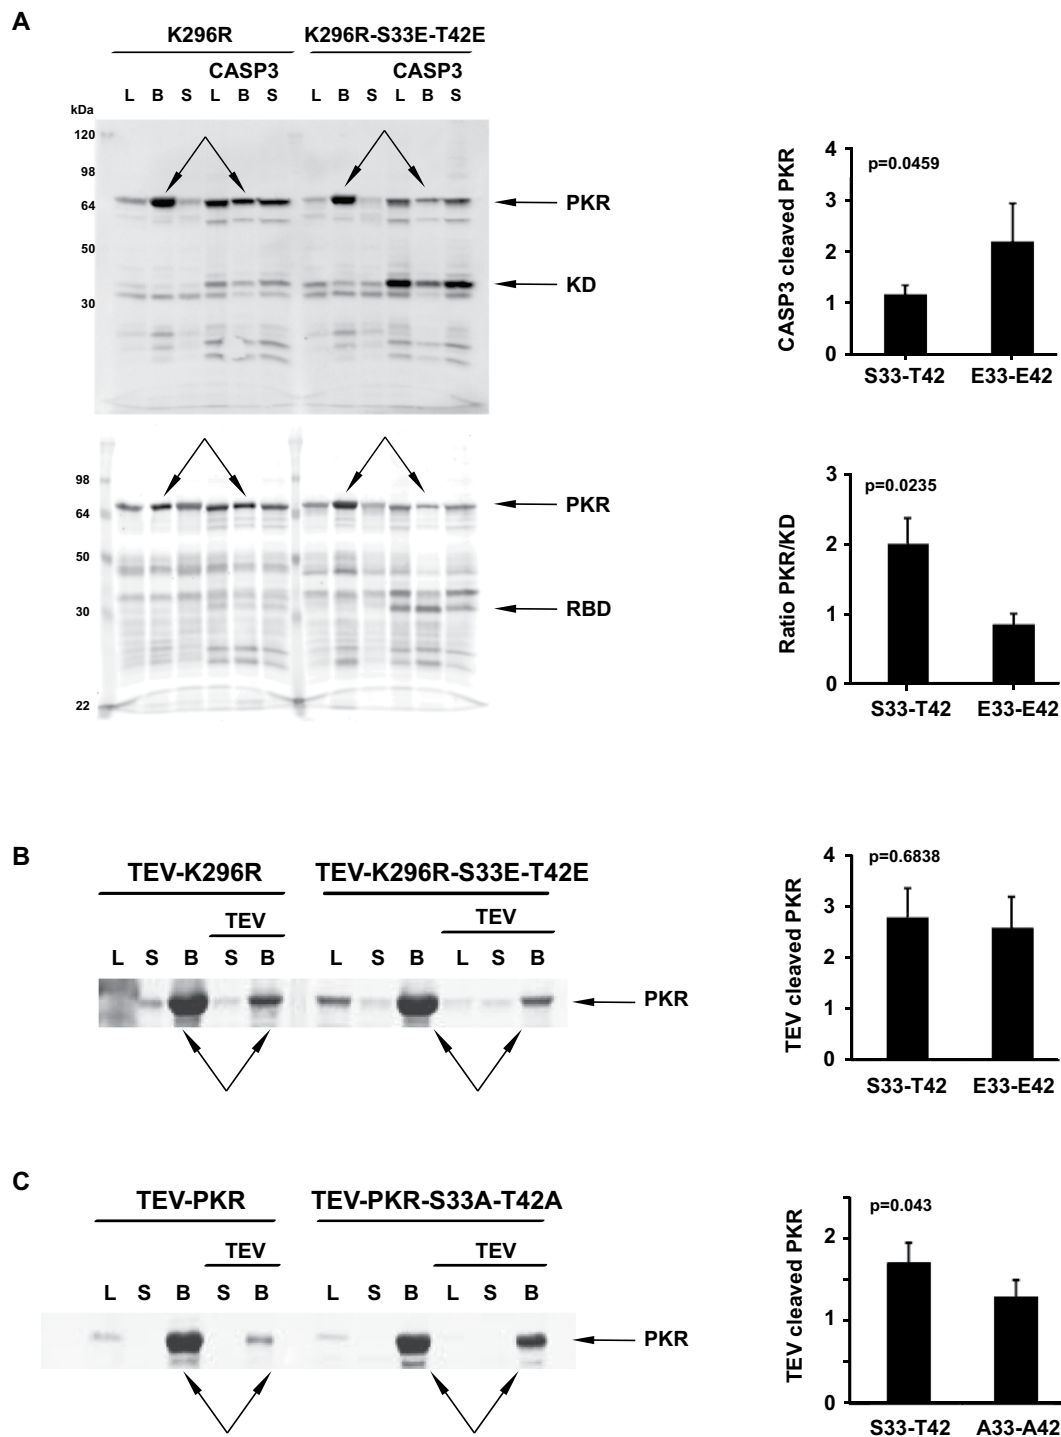 A
K296R K296R-S33E-T42E
CASP3 CASP3
L B S L B S L B S L B S
kDa
120
98
64
50
30
PKR
KD
98
64
50
30
22
PKR
RBD
4
3
2
1
0
CASP3 cleaved PKR
p=0.0459
S33-T42 E33-E42
3
2
1
0
Ratio PKR/KD
p=0.0235
S33-T42 E33-E42
B
TEV-K296R TEV-K296R-S33E-T42E
TEV TEV
L S B S B L S B L S B
PKR
4
3
2
1
0
TEV cleaved PKR
p=0.6838
S33-T42 E33-E42
C
TEV-PKR TEV-PKR-S33A-T42A
TEV TEV
L S B S B L S B L S B
PKR
2
1
0
TEV cleaved PKR
p=0.043
S33-T42 A33-A42